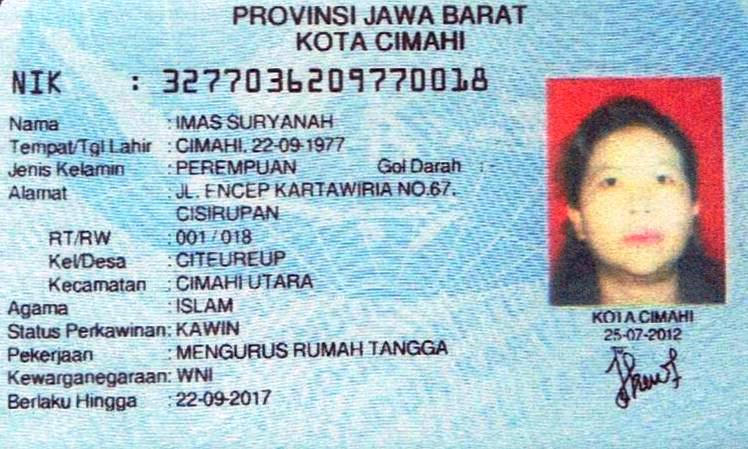 PROVINSI JAWA BARAT
KOTA CIMAHI
NIK : 3277036209770018
Nama : IMAS SURYANAH
Tempat/Tgl Lahir : CIMAHI, 22-09-1977
Jenis Kelamin : PEREMPUAN Gol Darah :
Alamat : JL. ENCEP KARTAWIRIA NO.67.
CISIRUPAN
RT/RW : 001 / 018
Kel/Desa : CITEUREUP
Kecamatan : CIMAHI UTARA
Agama : ISLAM
Status Perkawinan: KAWIN
Pekerjaan : MENGURUS RUMAH TANGGA
Kewarganegaraan: WNI
Berlaku Hingga : 22-09-2017
KOTA CIMAHI
25-07-2012